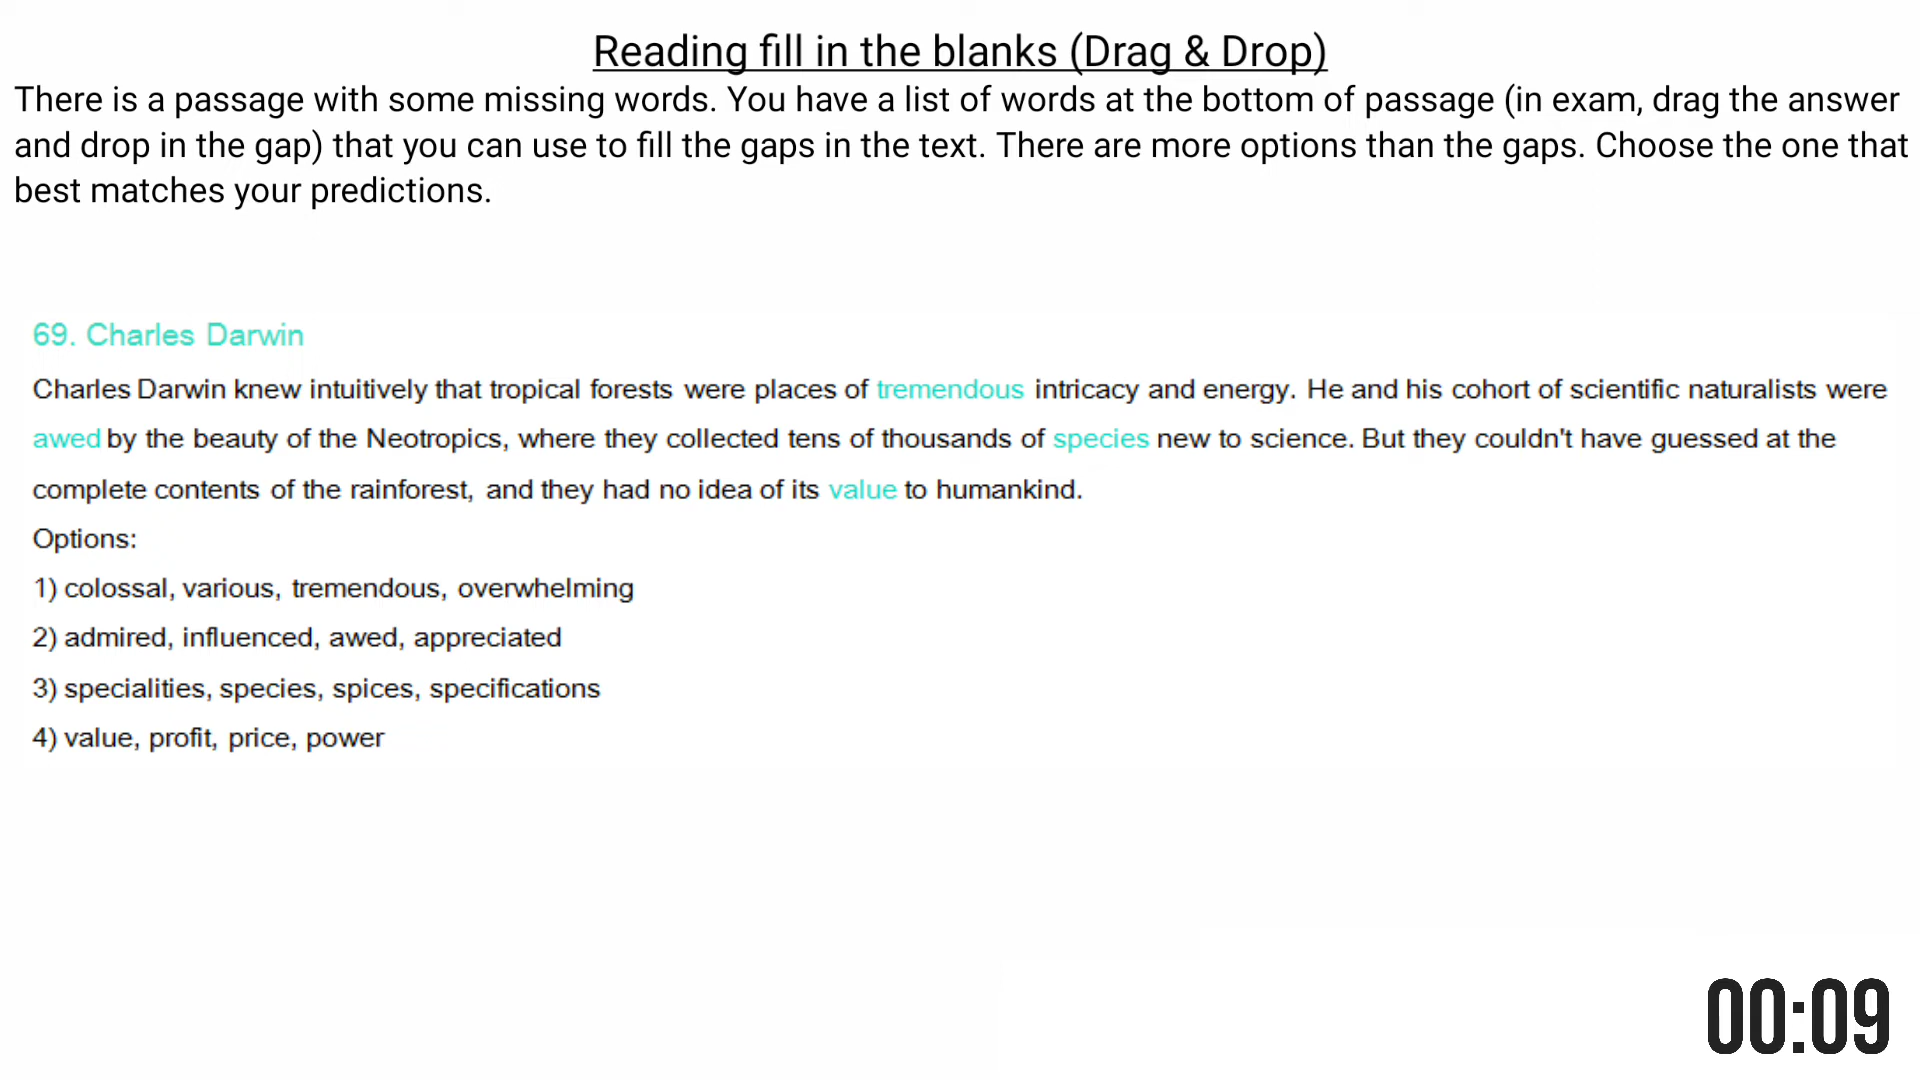 Reading fill in the blanks (Drag & Drop)
There is a passage with some missing words. You have a list of words at the bottom of passage (in exam, drag the answer
and drop in the gap) that you can use to fill the gaps in the text. There are more options than the gaps. Choose the one that
best matches your predictions.
69. Charles Darwin
Charles Darwin knew intuitively that tropical forests were places of tremendous intricacy and energy. He and his cohort of scientific naturalists were
awed by the beauty of the Neotropics, where they collected tens of thousands of species new to science. But they couldn't have guessed at the
complete contents of the rainforest, and they had no idea of its value to humankind.
Options:
1) colossal, various, tremendous, overwhelming
2) admired, influenced, awed, appreciated
3) specialities, species, spices, specifications
4) value, profit, price, power
00:09